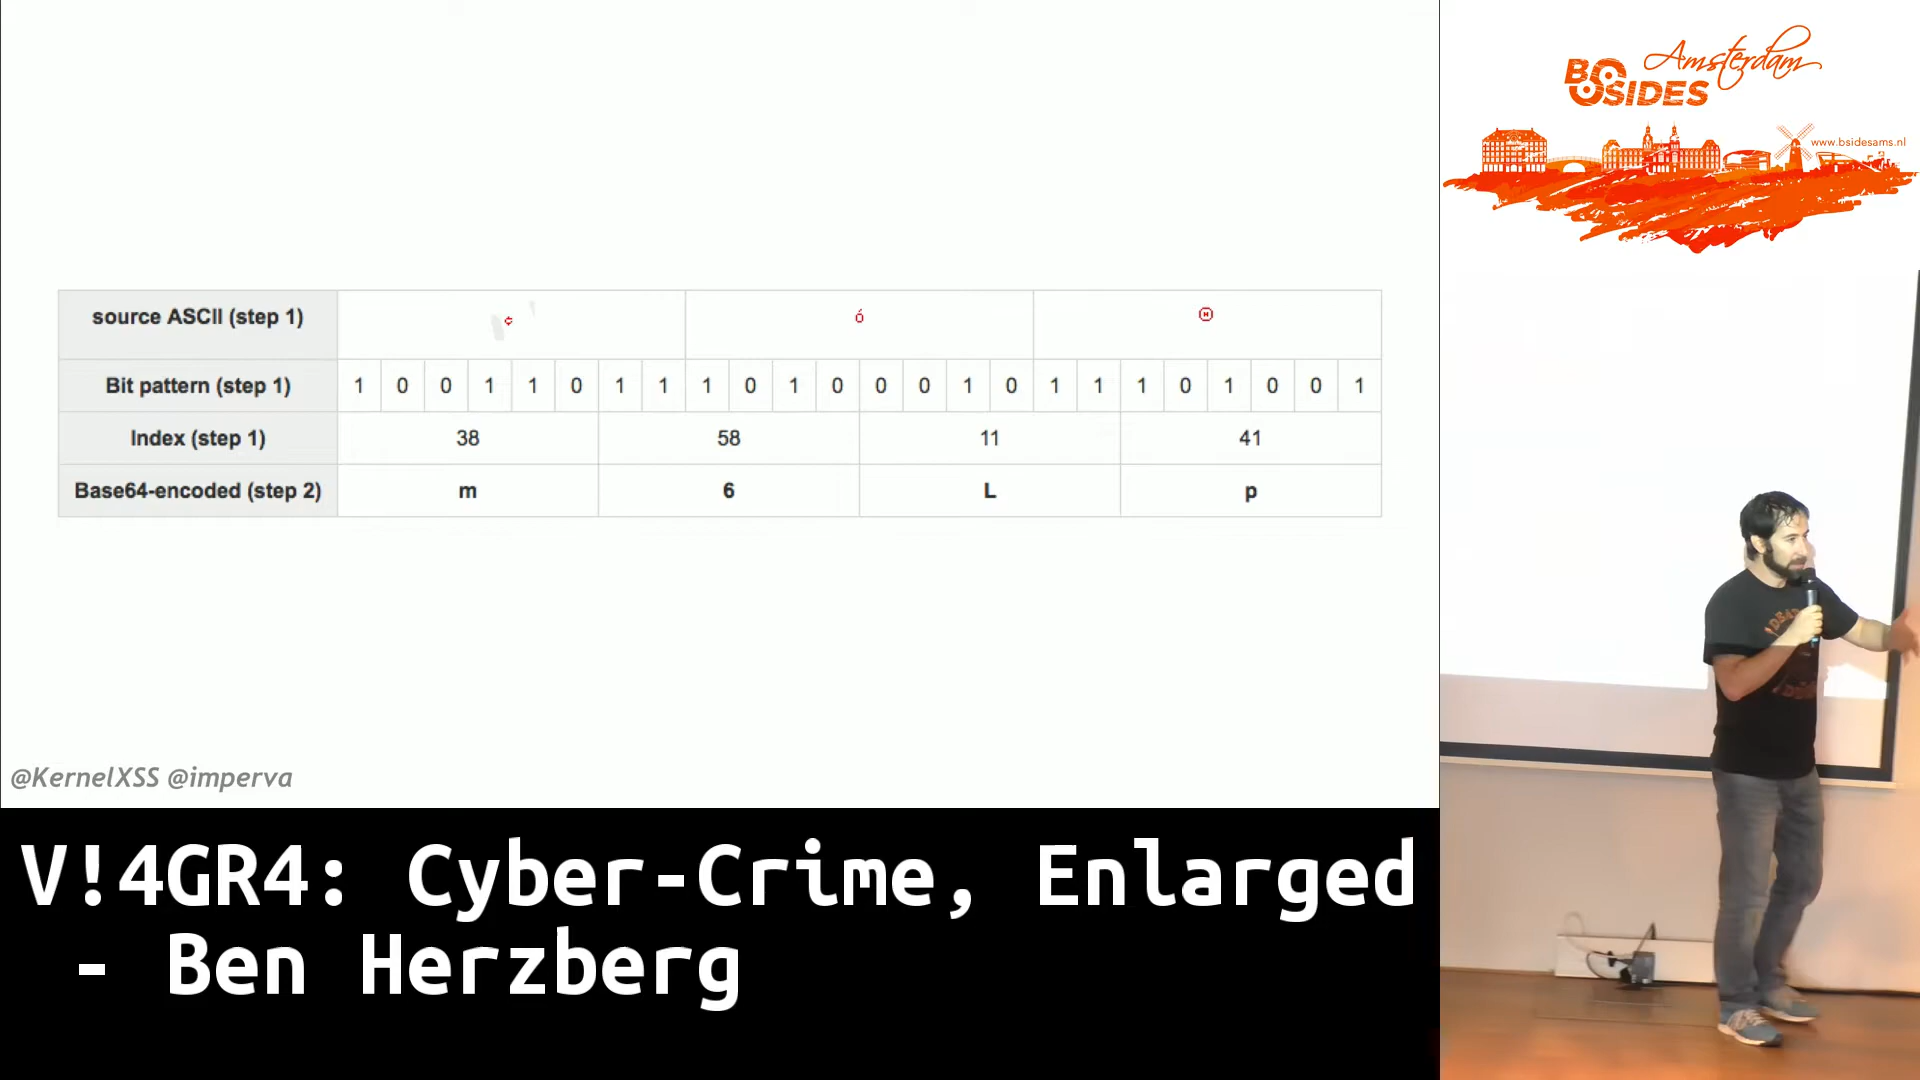 BSIDES
Amsterdam
www.bsidesams.nl
source ASCII (step 1) ¢ ó
Bit pattern (step 1) 1 0 0 1 1 0 1 1 1 0 1 0 0 0 1 0 1 1 1 0 1 0 0 1
Index (step 1) 38 58 11 41
Base64-encoded (step 2) m 6 L p
@KernelXSS @imperva
V!4GR4: Cyber-Crime, Enlarged
- Ben Herzberg